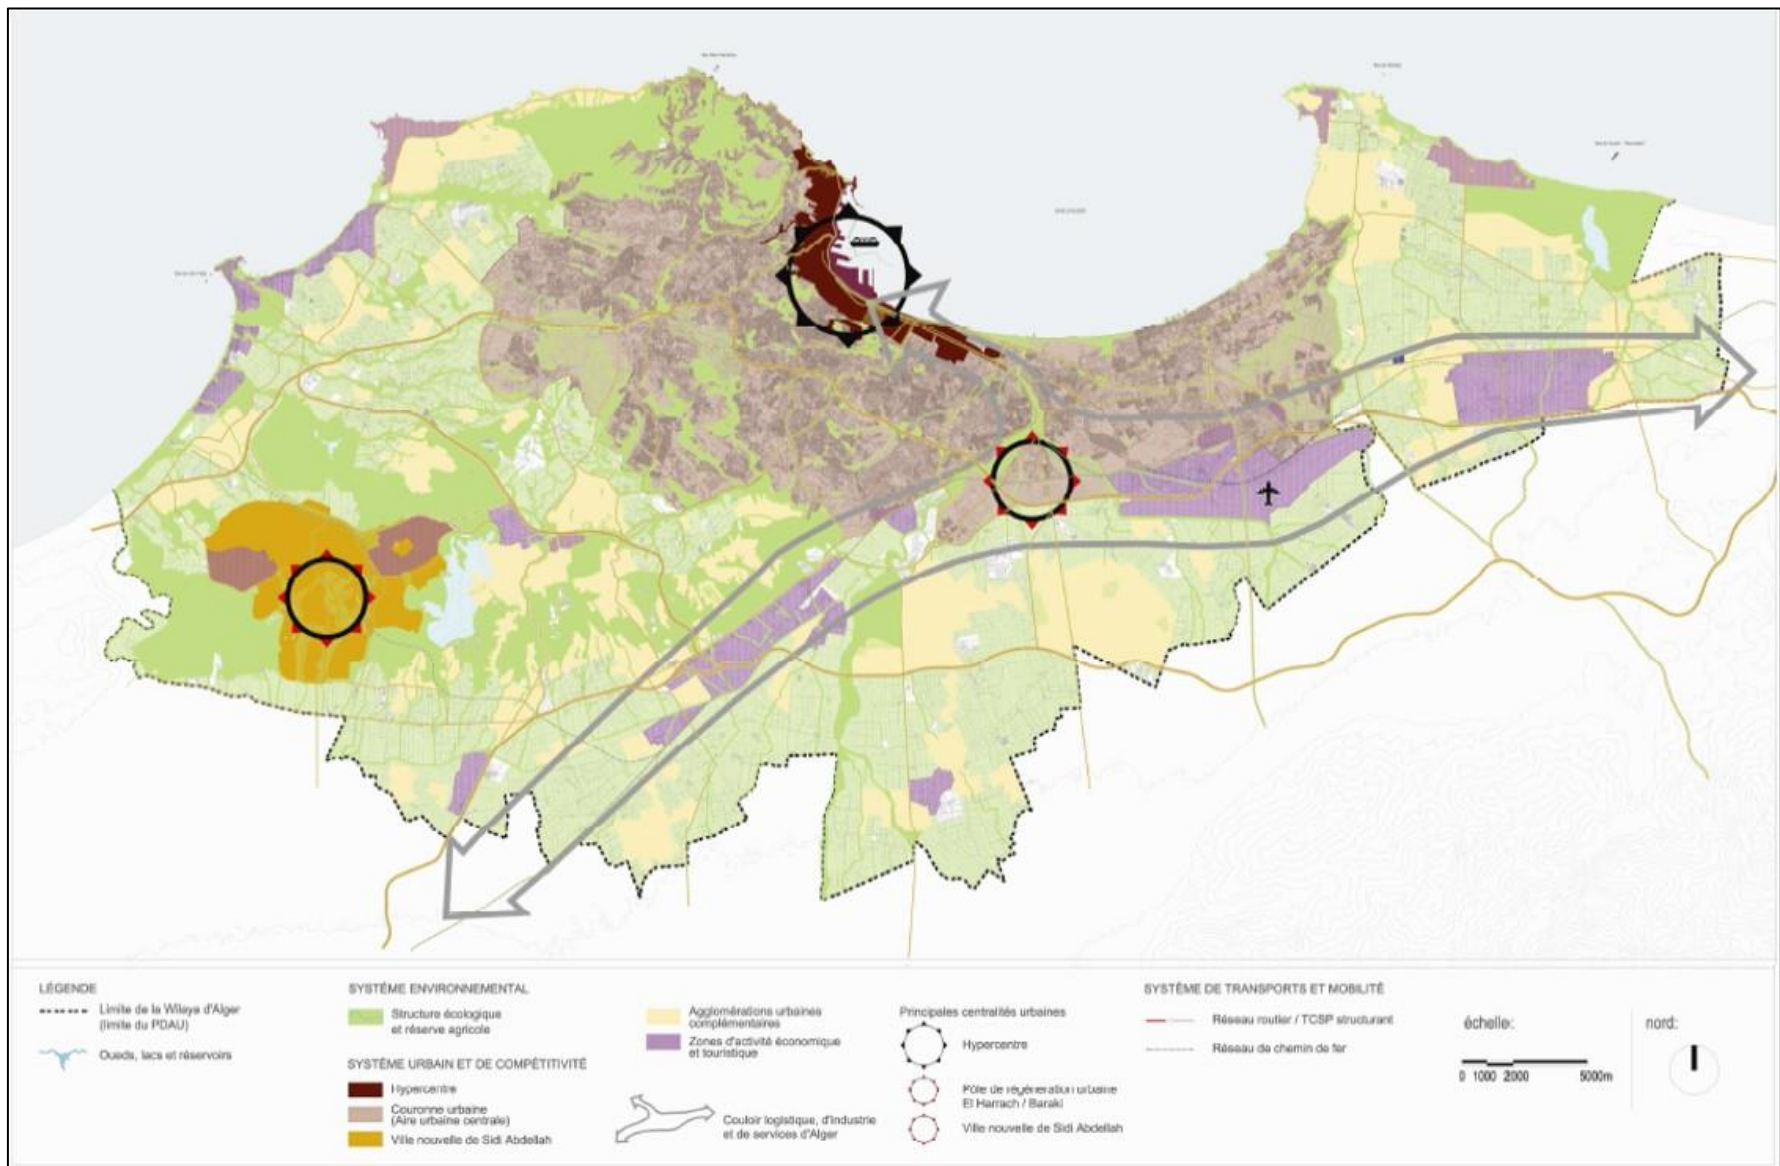 BAIE D'ALGER
LÉGENDE
Limite de la Wilaya d'Alger
(limite du PDAU)
Oueds, lacs et réservoirs
SYSTÉME ENVIRONNEMENTAL
Structure écologique
et réserve agricole
SYSTÉME URBAIN ET DE COMPÉTITIVITÉ
Hypercentre
Couronne urbaine
(Aire urbaine centrale)
Ville nouvelle de Sidi Abdellah
Agglomérations urbaines
complémentaires
Zones d'activité économique
et touristique
Couloir logistique, d'industrie
et de services d'Alger
Principales centralités urbaines
Hypercentre
Pôle de régénération urbaine
El Harrach / Baraki
Ville nouvelle de Sidi Abdellah
SYSTÈME DE TRANSPORTS ET MOBILITÉ
Réseau routier / TCSP structurant
Réseau de chemin de fer
échelle:
0 1000 2000 5000m
nord: